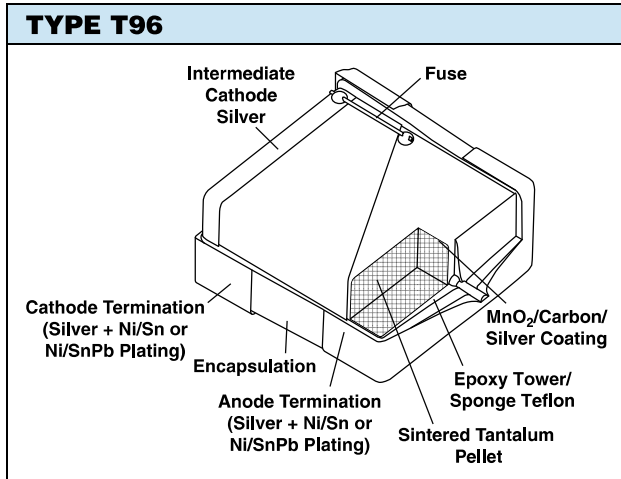 TYPE T96
Intermediate
Cathode
Silver
Fuse
Cathode Termination
(Silver + Ni/Sn or
Ni/SnPb Plating)
Encapsulation
Anode Termination
(Silver + Ni/Sn or
Ni/SnPb Plating)
MnO₂/Carbon/
Silver Coating
Epoxy Tower/
Sponge Teflon
Sintered Tantalum
Pellet